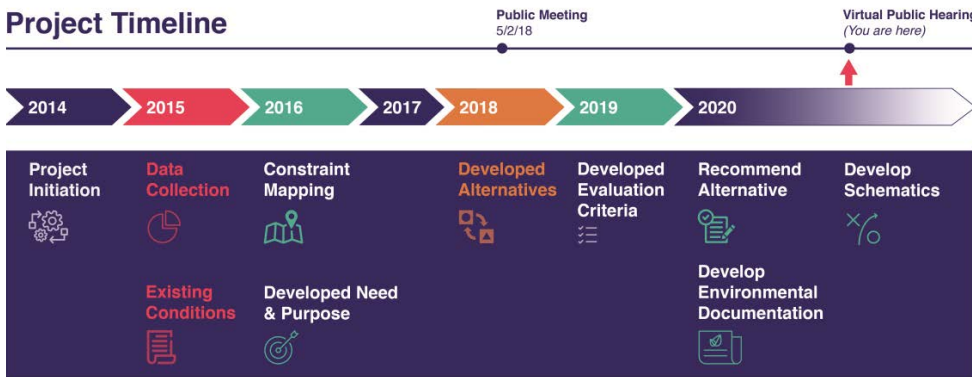 Project Timeline
Public Meeting
5/2/18
Virtual Public Hearing
(You are here)
2014
2015
2016
2017
2018
2019
2020
Project
Initiation
Data
Collection
Constraint
Mapping
Developed
Alternatives
Developed
Evaluation
Criteria
Recommend
Alternative
Develop
Schematics
Existing
Conditions
Developed Need
& Purpose
Develop
Environmental
Documentation